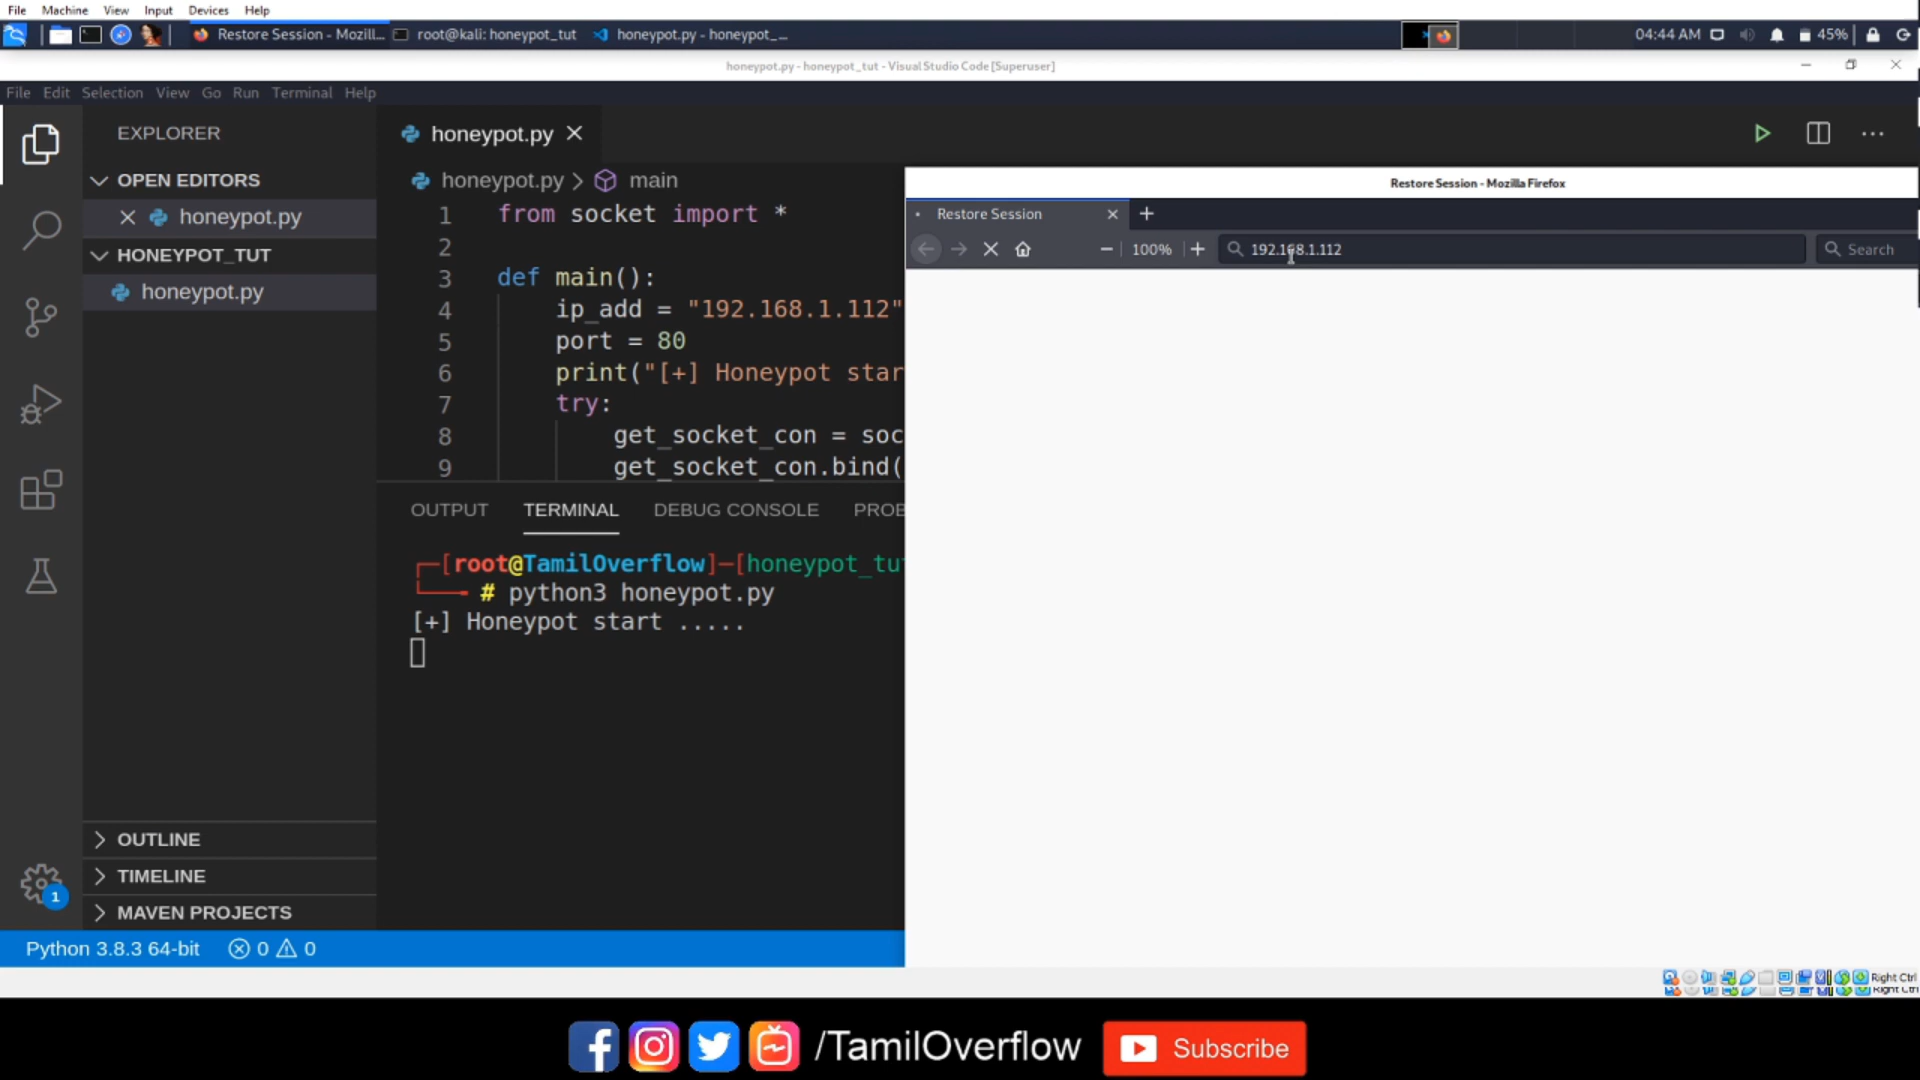 File Machine View Input Devices Help
Restore Session - Mozill... root@kali: honeypot_tut honeypot.py - honeypot_... 04:44 AM 45%
honeypot.py - honeypot_tut - Visual Studio Code [Superuser]
File Edit Selection View Go Run Terminal Help
EXPLORER
OPEN EDITORS
honeypot.py
HONEYPOT_TUT
honeypot.py
OUTLINE
TIMELINE
MAVEN PROJECTS
1
honeypot.py
honeypot.py > main
1 from socket import *
2
3 def main():
4 ip_add = "192.168.1.112"
5 port = 80
6 print("[+] Honeypot star
7 try:
8 get_socket_con = soc
9 get_socket_con.bind(
OUTPUT TERMINAL DEBUG CONSOLE PROB
[root@TamilOverflow]-[honeypot_tu
# python3 honeypot.py
[+] Honeypot start .....
Restore Session - Mozilla Firefox
Restore Session
100% 192.168.1.112 Search
Python 3.8.3 64-bit 0 0
Right Ctrl
Right Ctrl
/TamilOverflow Subscribe